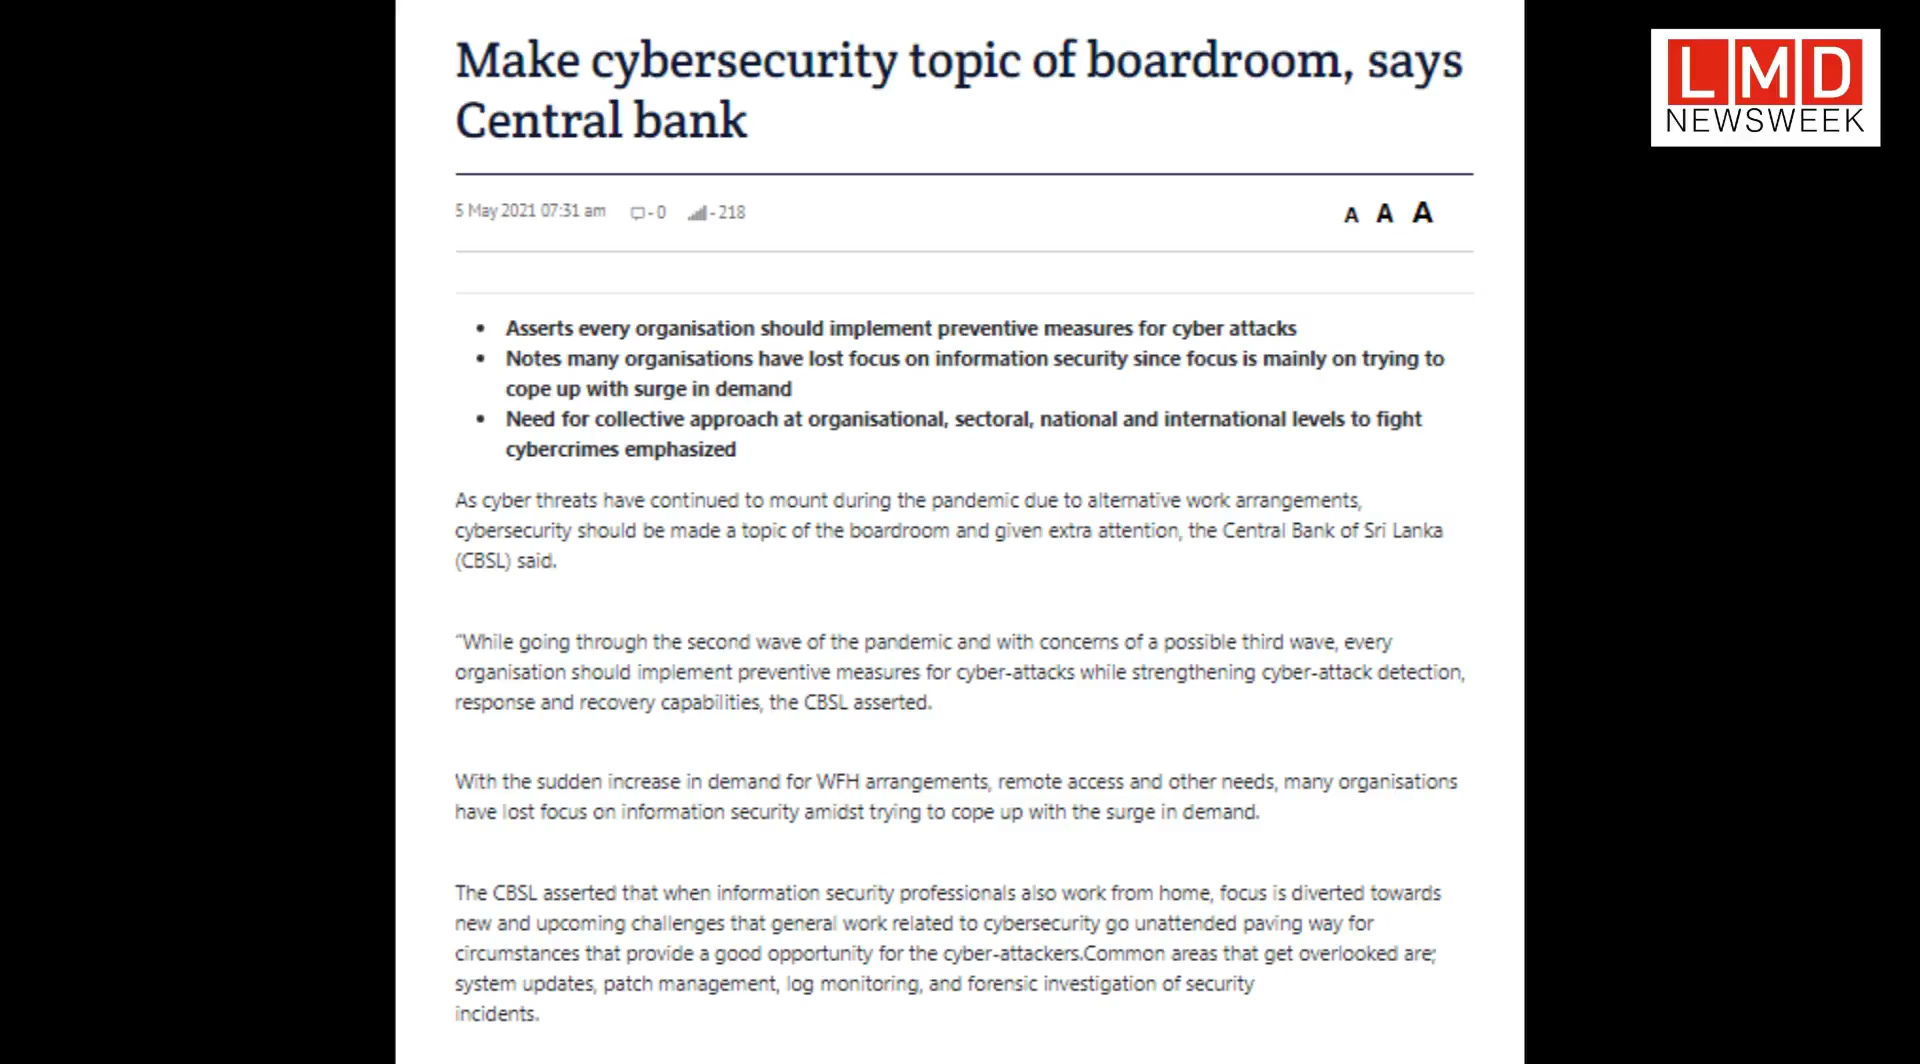 Make cybersecurity topic of boardroom, says
Central bank
LMD
NEWSWEEK
5 May 2021 07:31 am - 0 - 218
A A A
• Asserts every organisation should implement preventive measures for cyber attacks
• Notes many organisations have lost focus on information security since focus is mainly on trying to
cope up with surge in demand
• Need for collective approach at organisational, sectoral, national and international levels to fight
cybercrimes emphasized
As cyber threats have continued to mount during the pandemic due to alternative work arrangements,
cybersecurity should be made a topic of the boardroom and given extra attention, the Central Bank of Sri Lanka
(CBSL) said.
“While going through the second wave of the pandemic and with concerns of a possible third wave, every
organisation should implement preventive measures for cyber-attacks while strengthening cyber-attack detection,
response and recovery capabilities, the CBSL asserted.
With the sudden increase in demand for WFH arrangements, remote access and other needs, many organisations
have lost focus on information security amidst trying to cope up with the surge in demand.
The CBSL asserted that when information security professionals also work from home, focus is diverted towards
new and upcoming challenges that general work related to cybersecurity go unattended paving way for
circumstances that provide a good opportunity for the cyber-attackers.Common areas that get overlooked are;
system updates, patch management, log monitoring, and forensic investigation of security
incidents.